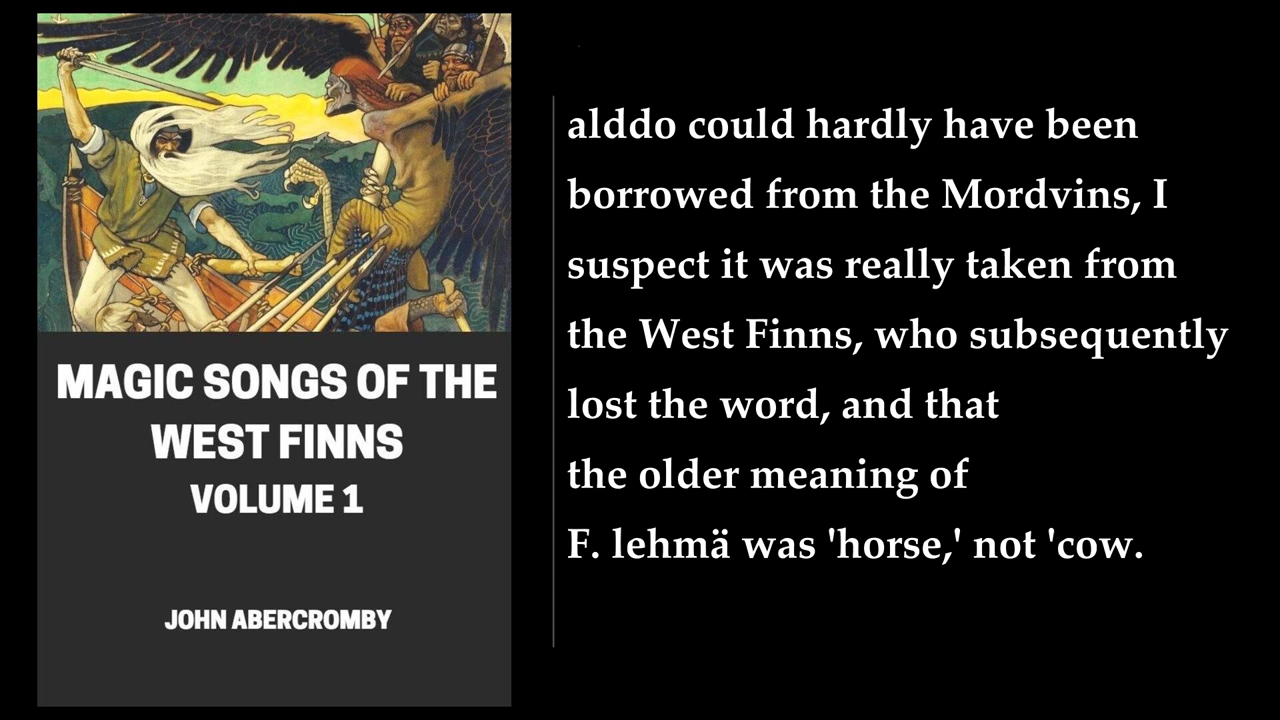 MAGIC SONGS OF THE
WEST FINNS
VOLUME 1
JOHN ABERCROMBY
alddo could hardly have been
borrowed from the Mordvins, I
suspect it was really taken from
the West Finns, who subsequently
lost the word, and that
the older meaning of
F. lehmä was 'horse,' not 'cow.